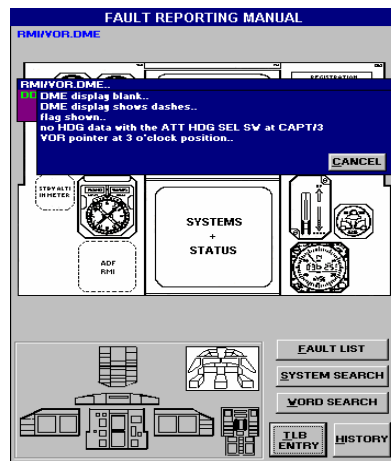 FAULT REPORTING MANUAL
RMI/VOR.DME
REGISTRATION
RMI/VOR.DME..
DME display blank..
DME display shows dashes..
flag shown..
no HDG data with the ATT HDG SEL SW at CAPT/3
VOR pointer at 3 o'clock position..
CANCEL
STBY ALTI
METER
SYSTEMS
+
STATUS
ADF
RMI
FAULT LIST
SYSTEM SEARCH
WORD SEARCH
TLB
ENTRY
HISTORY